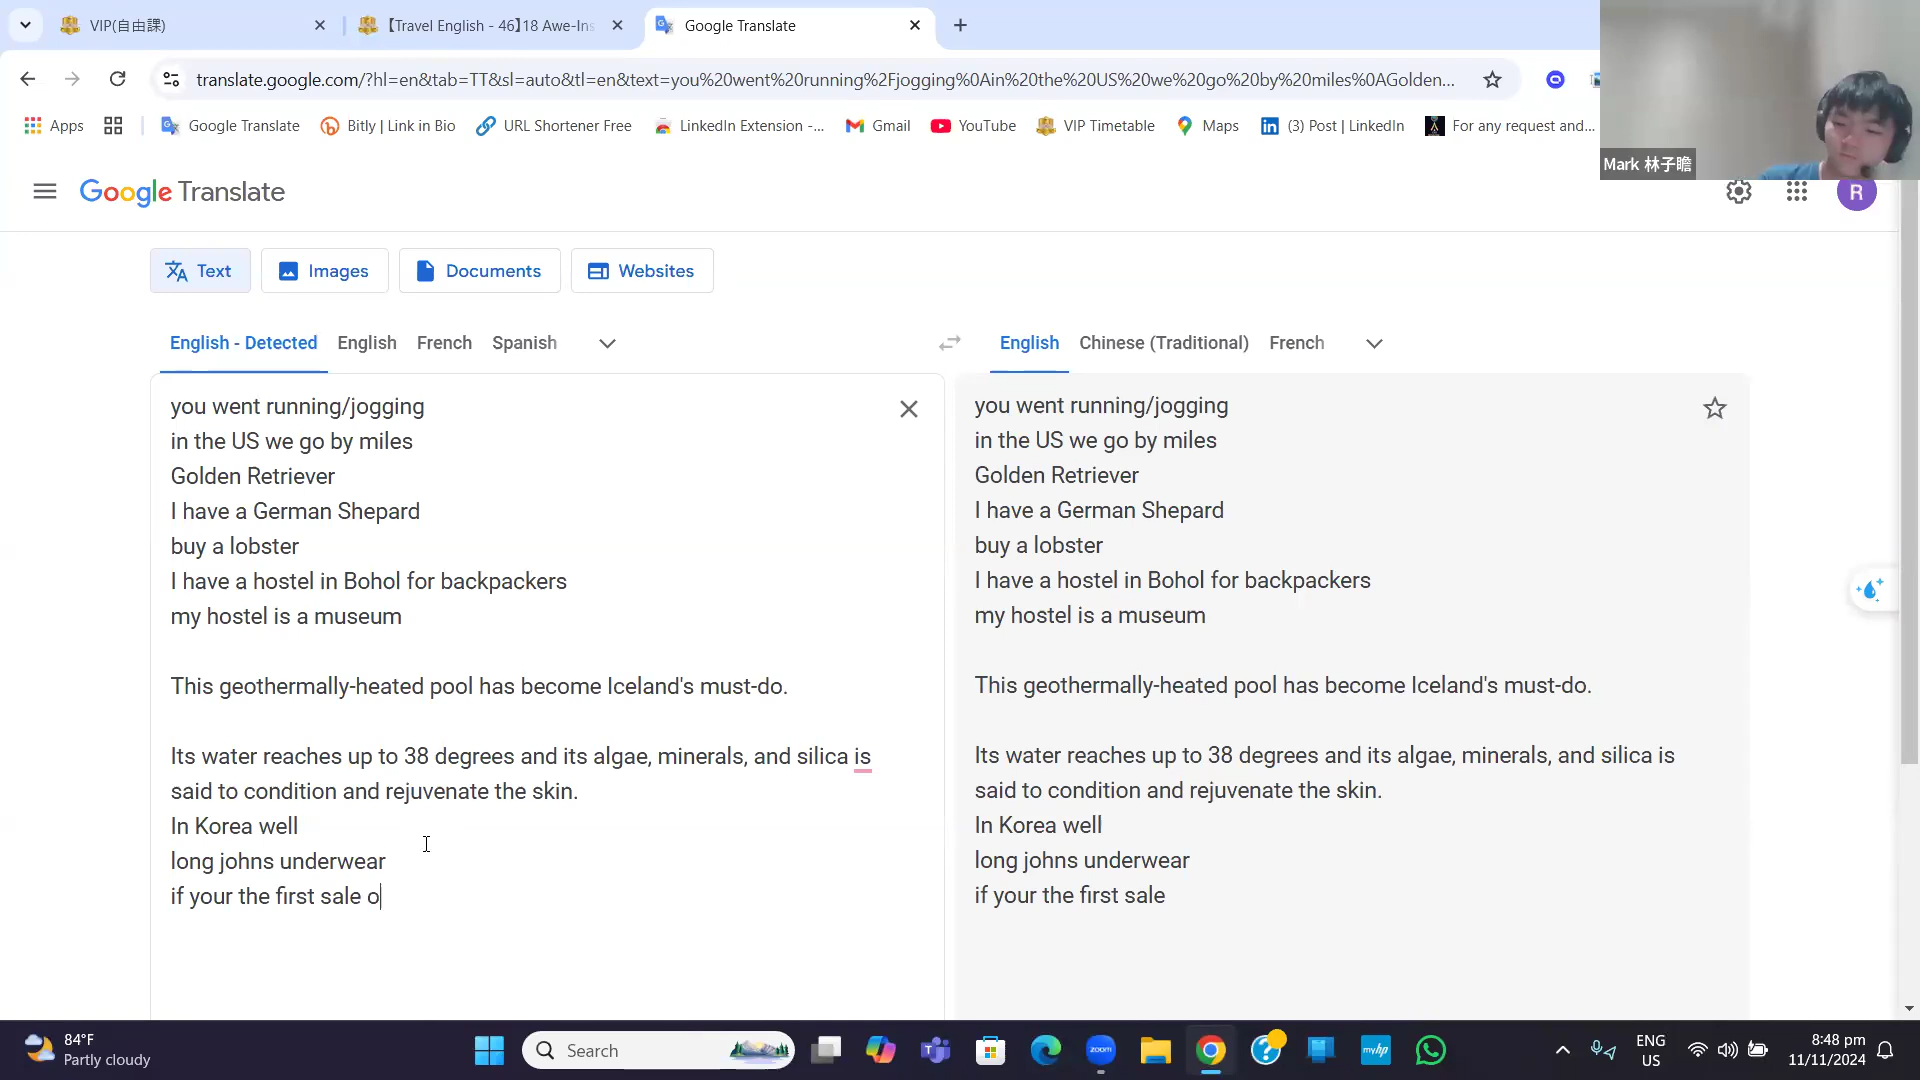 VIP(自由課)
【Travel English - 46】18 Awe-Ins
Google Translate
translate.google.com/?hl=en&tab=TT&sl=auto&tl=en&text=you%20went%20running%2Fjogging%0Ain%20the%20US%20we%20go%20by%20miles%0AGolden...
Apps
Google Translate
Bitly | Link in Bio
URL Shortener Free
LinkedIn Extension -...
Gmail
YouTube
VIP Timetable
Maps
(3) Post | LinkedIn
For any request and...
Mark 林子瞻
Google Translate
R
Text
Images
Documents
Websites
English - Detected
English
French
Spanish
English
Chinese (Traditional)
French
you went running/jogging
in the US we go by miles
Golden Retriever
I have a German Shepard
buy a lobster
I have a hostel in Bohol for backpackers
my hostel is a museum
This geothermally-heated pool has become Iceland's must-do.
Its water reaches up to 38 degrees and its algae, minerals, and silica is
said to condition and rejuvenate the skin.
In Korea well
long johns underwear
if your the first sale o
you went running/jogging
in the US we go by miles
Golden Retriever
I have a German Shepard
buy a lobster
I have a hostel in Bohol for backpackers
my hostel is a museum
This geothermally-heated pool has become Iceland's must-do.
Its water reaches up to 38 degrees and its algae, minerals, and silica is
said to condition and rejuvenate the skin.
In Korea well
long johns underwear
if your the first sale
84°F
Partly cloudy
Search
zoom
myhp
ENG
US
8:48 pm
11/11/2024